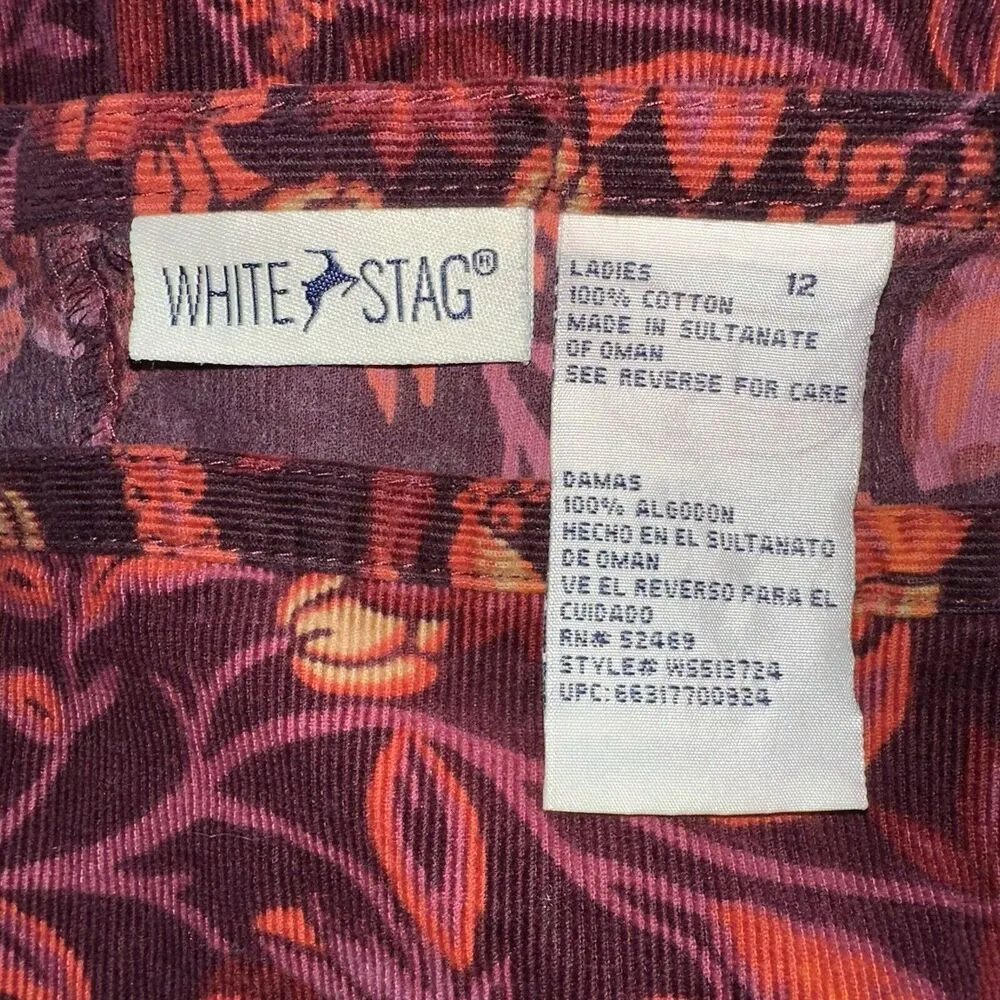 WHITE STAG®
LADIES 12
100% COTTON
MADE IN SULTANATE
OF OMAN
SEE REVERSE FOR CARE
DAMAS
100% ALGODON
HECHO EN EL SULTANATO
DE OMAN
VE EL REVERSO PARA EL
CUIDADO
RN# 52469
STYLE# WS513724
UPC:66317700824